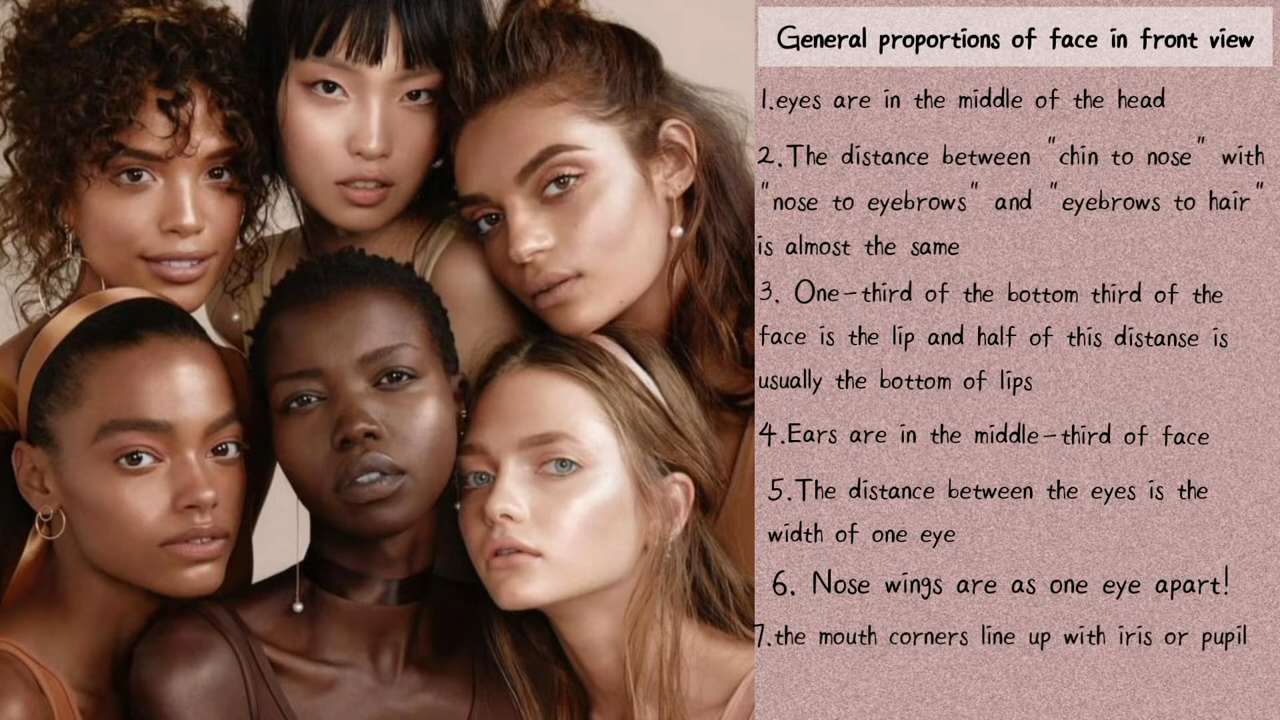 General proportions of face in front view
1.eyes are in the middle of the head
2.The distance between "chin to nose" with
"nose to eyebrows" and "eyebrows to hair"
is almost the same
3. One-third of the bottom third of the
face is the lip and half of this distanse is
usually the bottom of lips
4.Ears are in the middle-third of face
5.The distance between the eyes is the
width of one eye
6. Nose wings are as one eye apart!
7.the mouth corners line up with iris or pupil